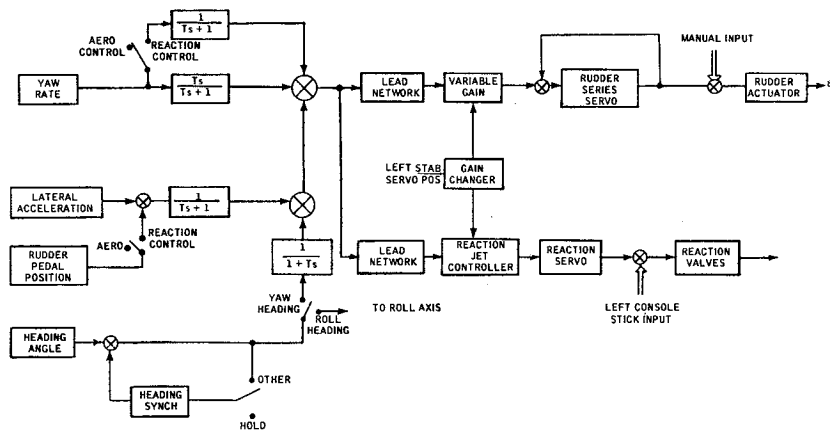 AERO
CONTROL
REACTION
CONTROL
1
Ts + 1
YAW
RATE
Ts
Ts + 1
LEAD
NETWORK
VARIABLE
GAIN
RUDDER
SERIES
SERVO
MANUAL INPUT
RUDDER
ACTUATOR
LEFT STAB
SERVO POS
GAIN
CHANGER
LATERAL
ACCELERATION
1
Ts + 1
REACTION
CONTROL
AERO
RUDDER
PEDAL
POSITION
1
1 + Ts
LEAD
NETWORK
REACTION
JET
CONTROLLER
REACTION
SERVO
REACTION
VALVES
LEFT CONSOLE
STICK INPUT
YAW
HEADING
ROLL
HEADING
TO ROLL AXIS
HEADING
ANGLE
HEADING
SYNCH
OTHER
HOLD